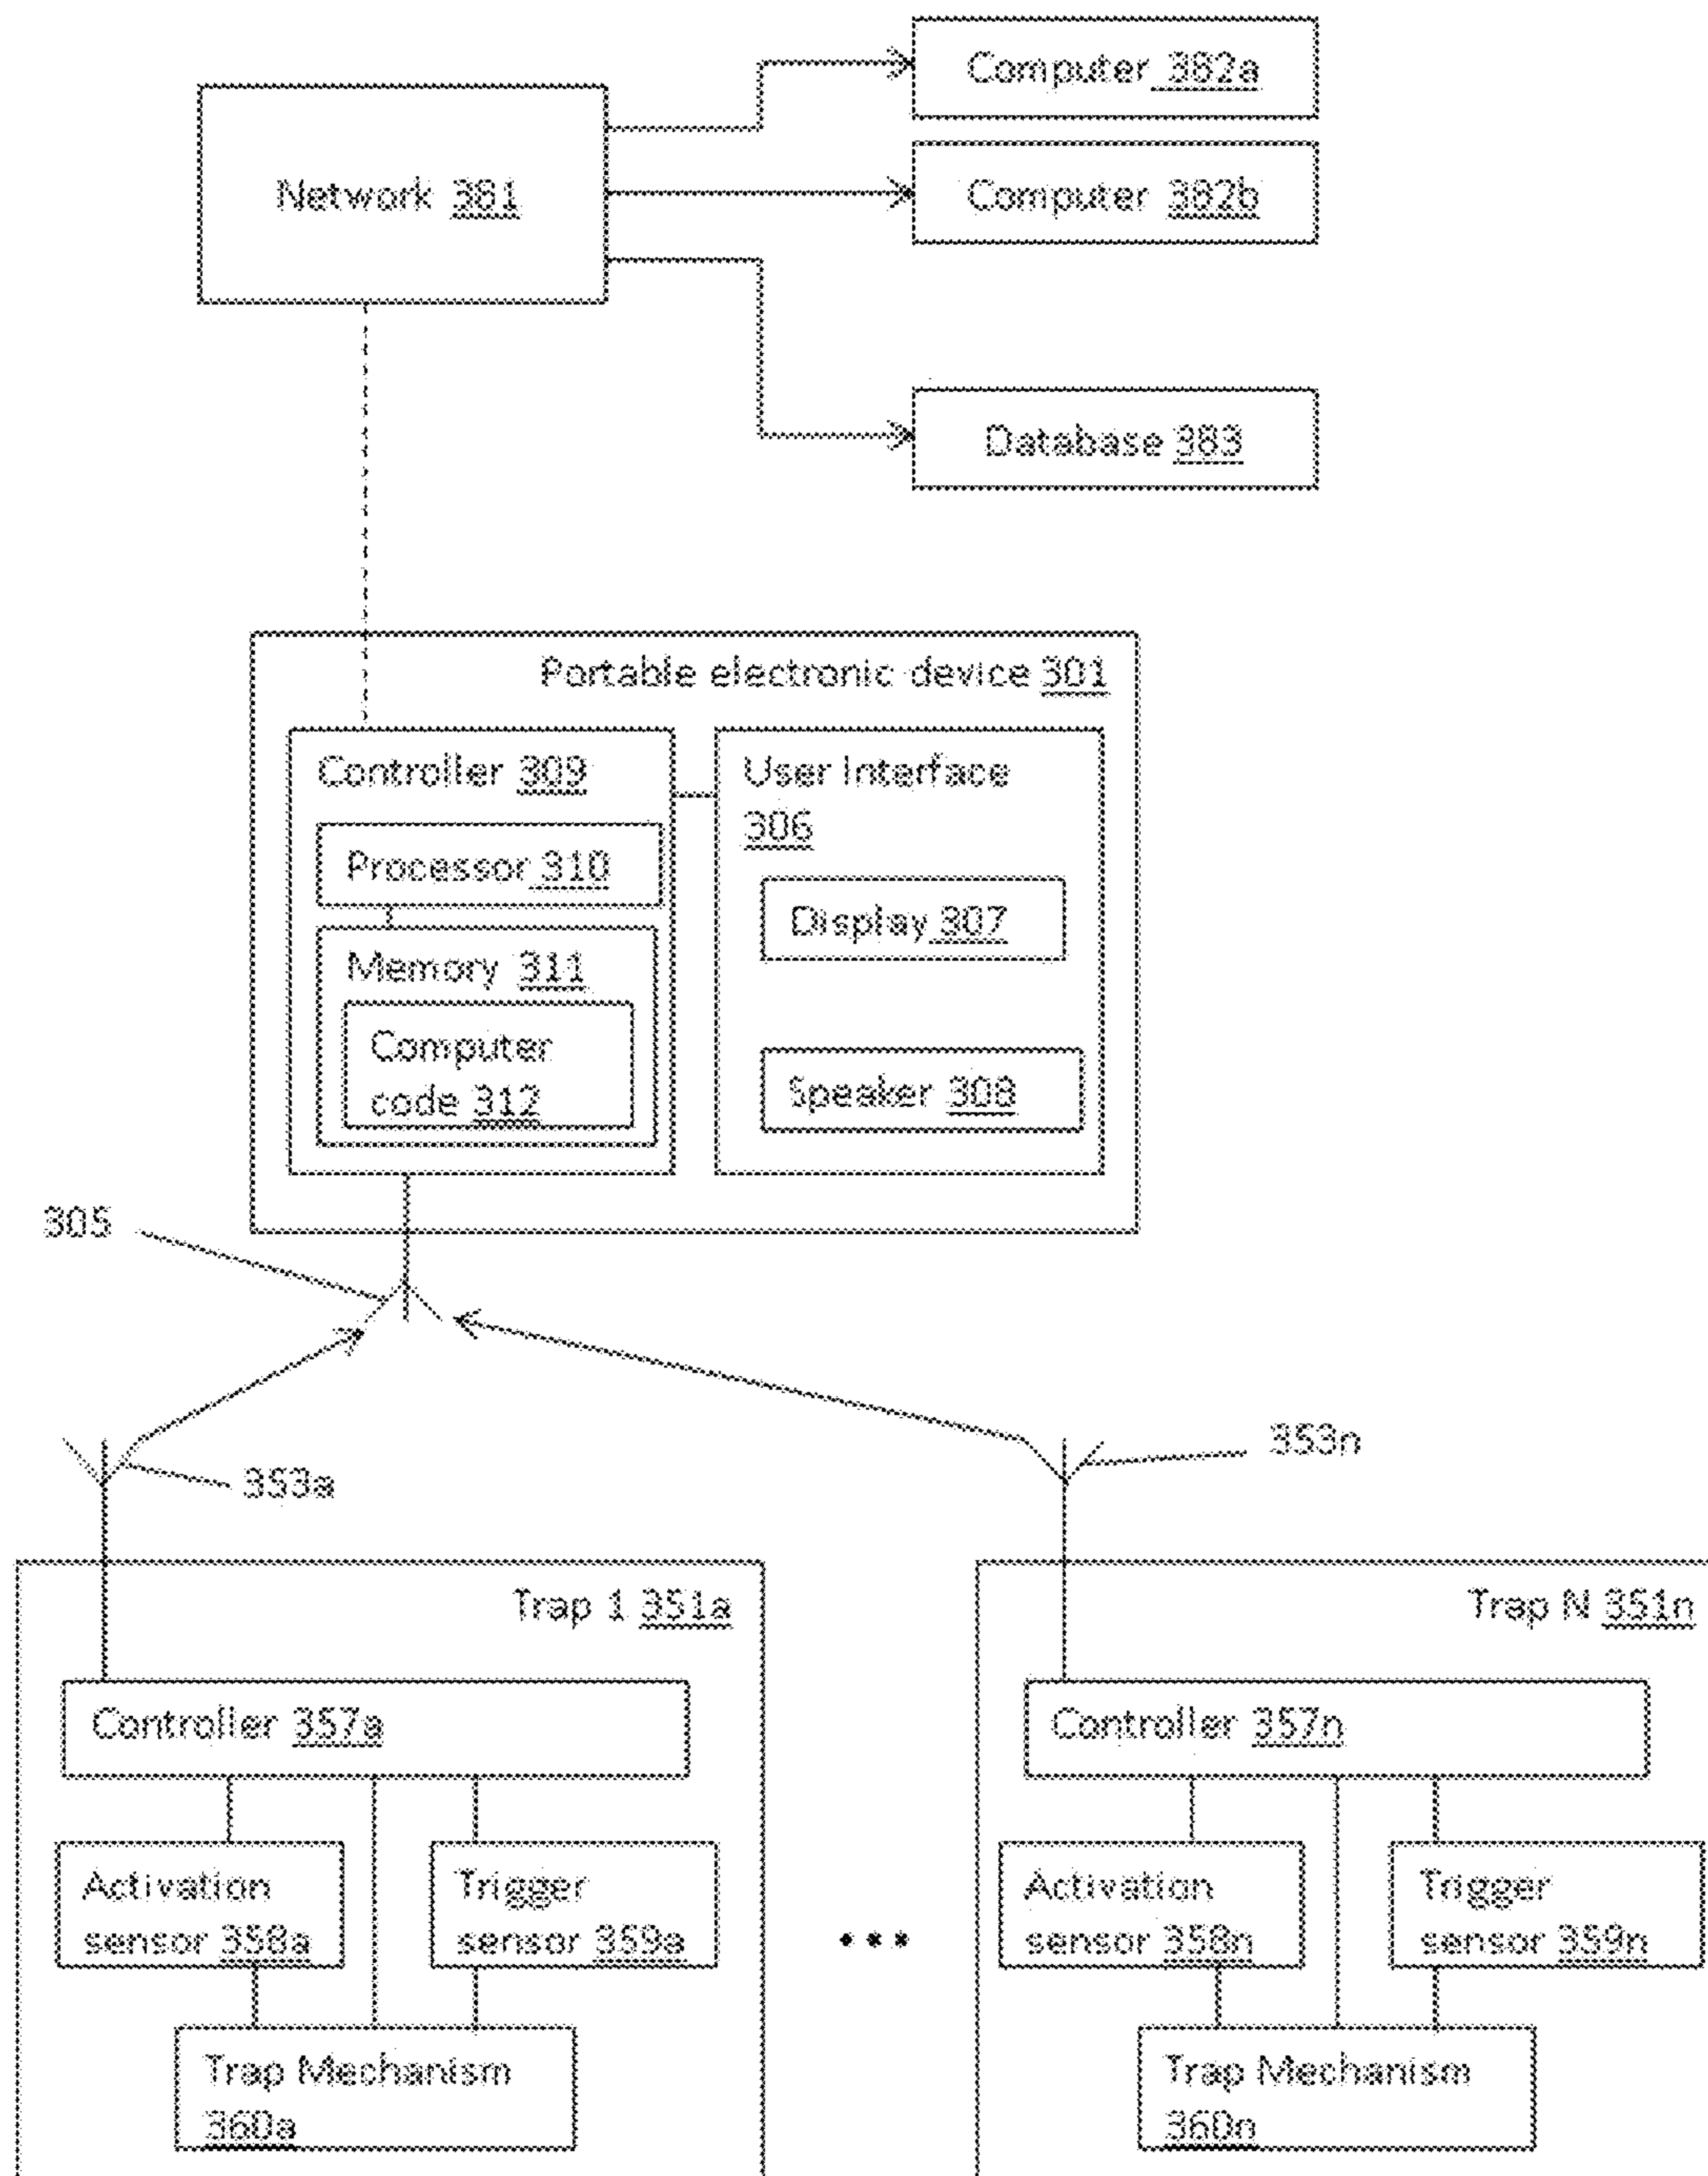 Computer 382a
Network 381
Computer 382b
Database 383
Portable electronic device 301
Controller 309
User Interface
306
Processor 310
Display 307
Memory 311
Computer
code 312
Speaker 308
305
353a
353n
Trap 1 351a
Trap N 351n
Controller 357a
Controller 357n
Activation
sensor 358a
Trigger
sensor 359a
Activation
sensor 358n
Trigger
sensor 359n
Trap Mechanism
360a
Trap Mechanism
360n